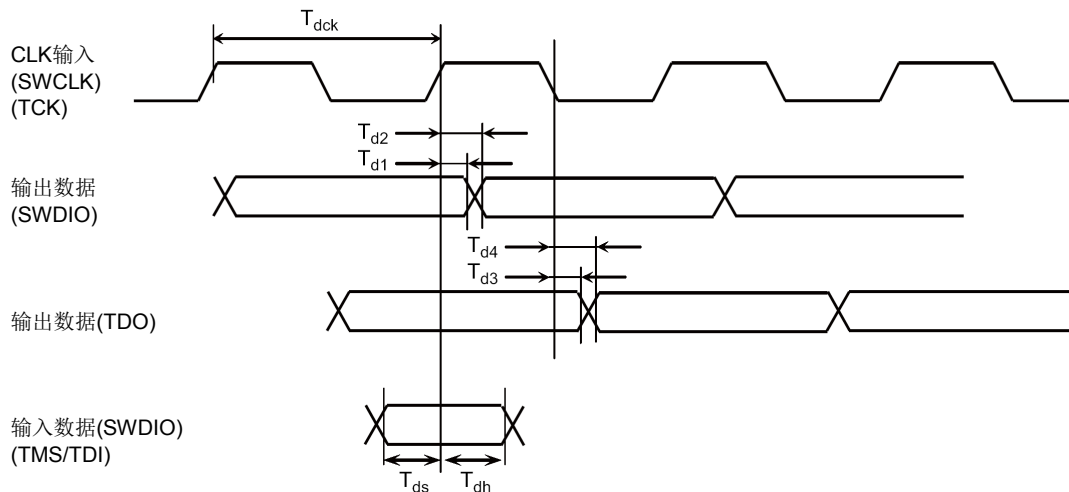 Tdck
CLK输入
(SWCLK)
(TCK)
Td2
Td1
输出数据
(SWDIO)
Td4
Td3
输出数据(TDO)
输入数据(SWDIO)
(TMS/TDI)
Tds
Tdh